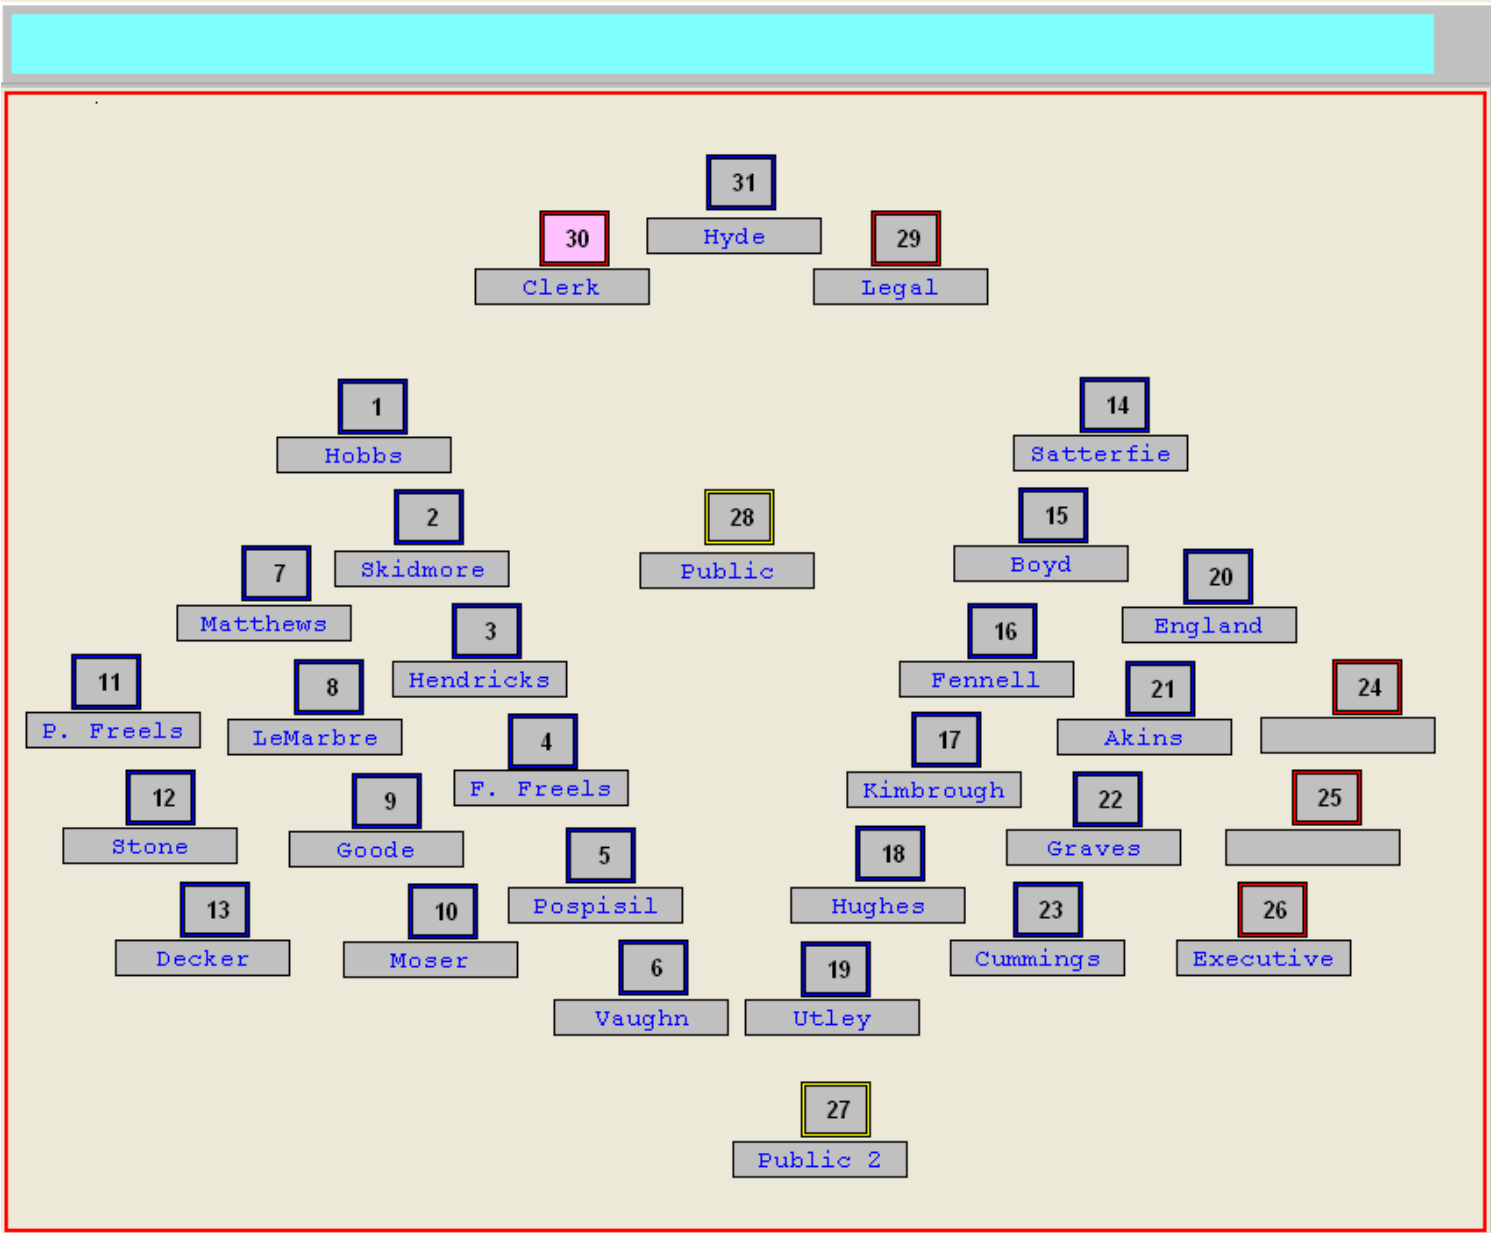 31
Hyde
30
Clerk
29
Legal
1
Hobbs
14
Satterfie
2
Skidmore
28
Public
15
Boyd
7
Matthews
20
England
3
Hendricks
16
Fennell
11
P. Freels
8
LeMarbre
21
Akins
24
4
F. Freels
17
Kimbrough
12
Stone
9
Goode
22
Graves
25
5
Pospisil
18
Hughes
13
Decker
10
Moser
23
Cummings
26
Executive
6
Vaughn
19
Utley
27
Public 2